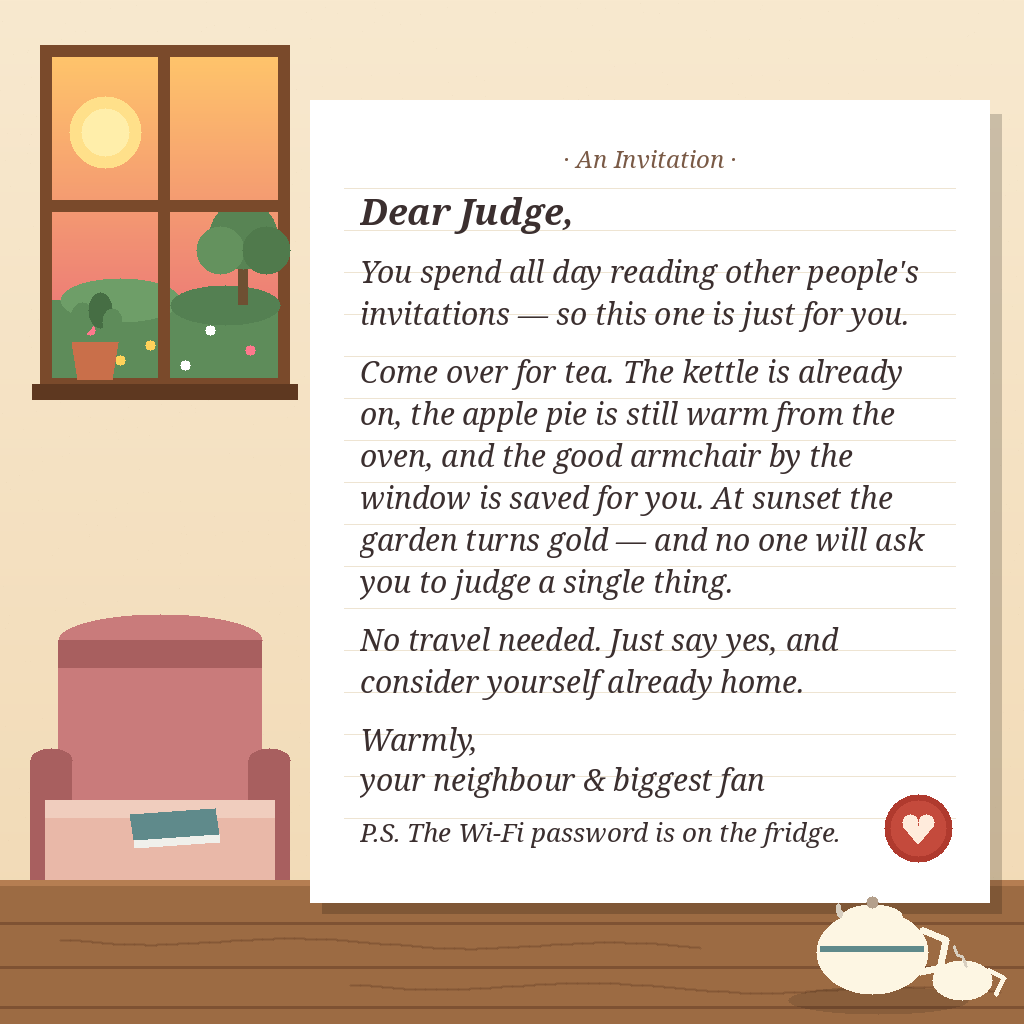 · An Invitation ·
Dear Judge,
You spend all day reading other people's
invitations — so this one is just for you.
Come over for tea. The kettle is already
on, the apple pie is still warm from the
oven, and the good armchair by the
window is saved for you. At sunset the
garden turns gold — and no one will ask
you to judge a single thing.
No travel needed. Just say yes, and
consider yourself already home.
Warmly,
your neighbour & biggest fan
P.S. The Wi-Fi password is on the fridge.